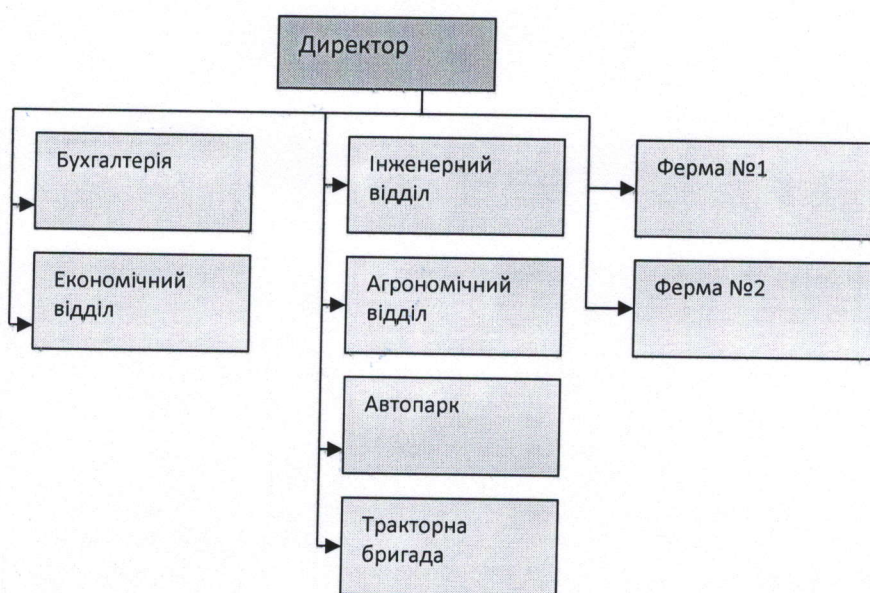 Директор
Бухгалтерія
Економічний
відділ
Інженерний
відділ
Агрономічний
відділ
Автопарк
Тракторна
бригада
Ферма №1
Ферма №2